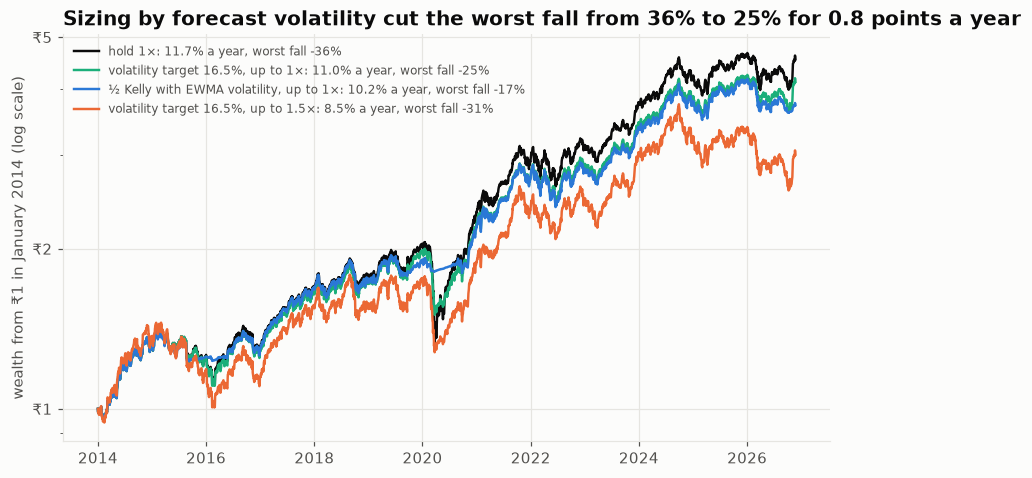 Sizing by forecast volatility cut the worst fall from 36% to 25% for 0.8 points a year
hold 1×: 11.7% a year, worst fall -36%
volatility target 16.5%, up to 1×: 11.0% a year, worst fall -25%
½ Kelly with EWMA volatility, up to 1×: 10.2% a year, worst fall -17%
volatility target 16.5%, up to 1.5×: 8.5% a year, worst fall -31%
wealth from ₹1 in January 2014 (log scale)
₹5
₹2
₹1
2014 2016 2018 2020 2022 2024 2026